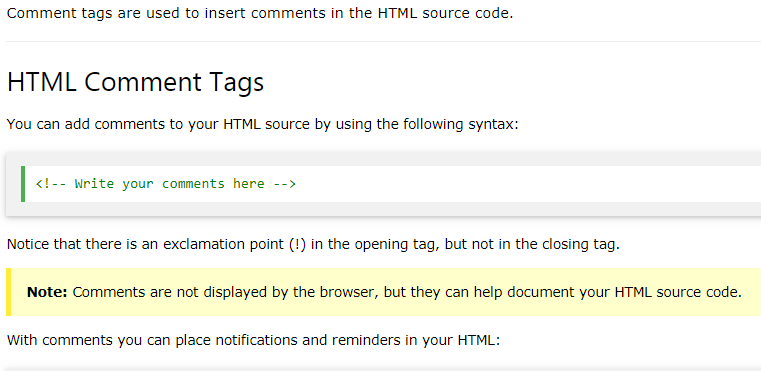 Comment tags are used to insert comments in the HTML source code.
HTML Comment Tags
You can add comments to your HTML source by using the following syntax:
<!-- Write your comments here -->
Notice that there is an exclamation point (!) in the opening tag, but not in the closing tag.
Note: Comments are not displayed by the browser, but they can help document your HTML source code.
With comments you can place notifications and reminders in your HTML: